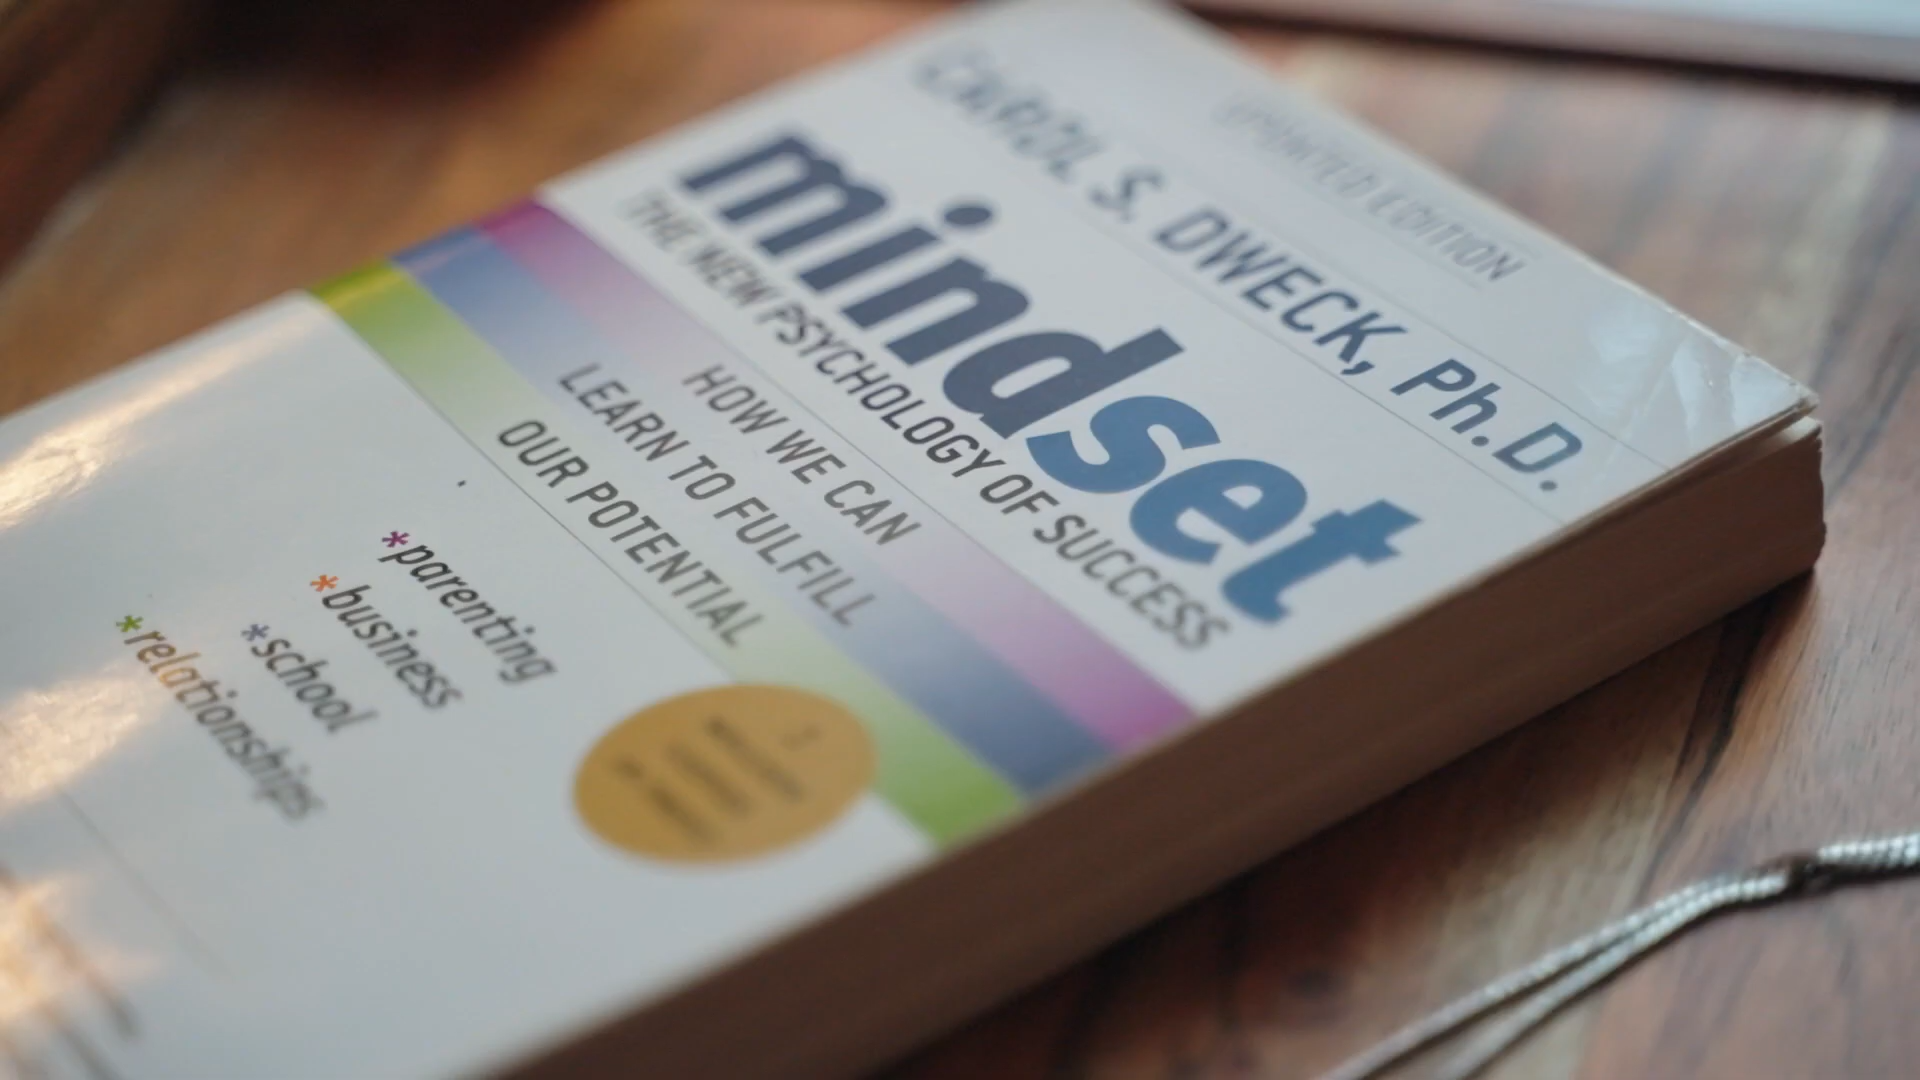 UPDATED EDITION
CAROL S. DWECK, Ph.D.
mindset
THE NEW PSYCHOLOGY OF SUCCESS
HOW WE CAN
LEARN TO FULFILL
OUR POTENTIAL
*parenting
*business
*school
*relationships